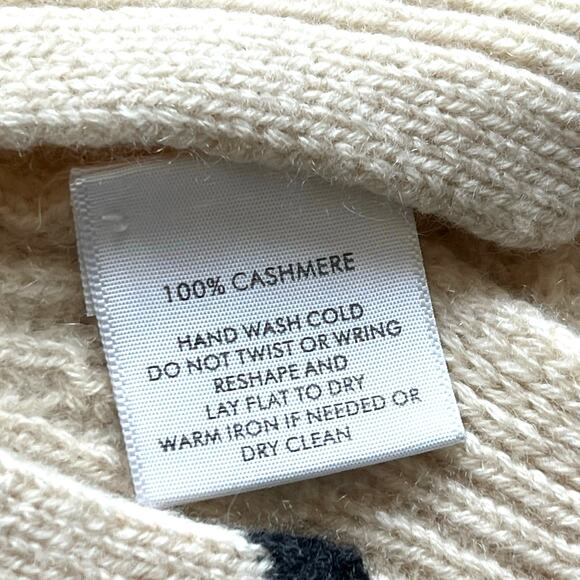 100% CASHMERE
HAND WASH COLD
DO NOT TWIST OR WRING
RESHAPE AND
LAY FLAT TO DRY
WARM IRON IF NEEDED OR
DRY CLEAN